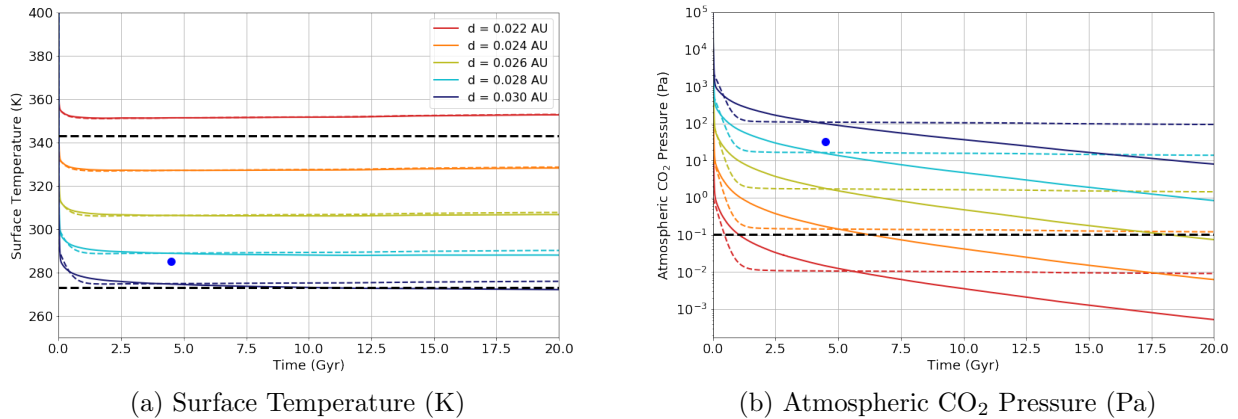 400
380
360
340
320
300
280
260
Surface Temperature (K)
d = 0.022 AU
d = 0.024 AU
d = 0.026 AU
d = 0.028 AU
d = 0.030 AU
0.0 2.5 5.0 7.5 10.0 12.5 15.0 17.5 20.0
Time (Gyr)
(a) Surface Temperature (K)
10⁵
10⁴
10³
10²
10¹
10⁰
10⁻¹
10⁻²
10⁻³
Atmospheric CO₂ Pressure (Pa)
0.0 2.5 5.0 7.5 10.0 12.5 15.0 17.5 20.0
Time (Gyr)
(b) Atmospheric CO₂ Pressure (Pa)